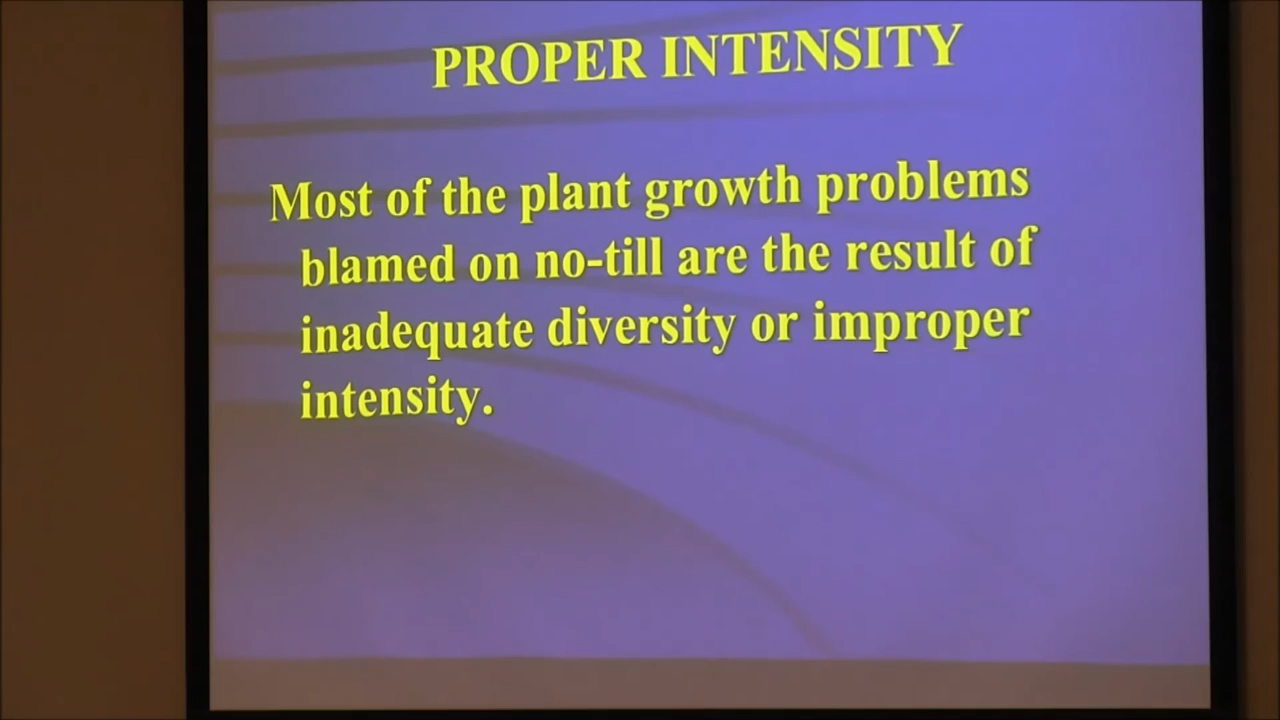 PROPER INTENSITY
Most of the plant growth problems
blamed on no-till are the result of
inadequate diversity or improper
intensity.